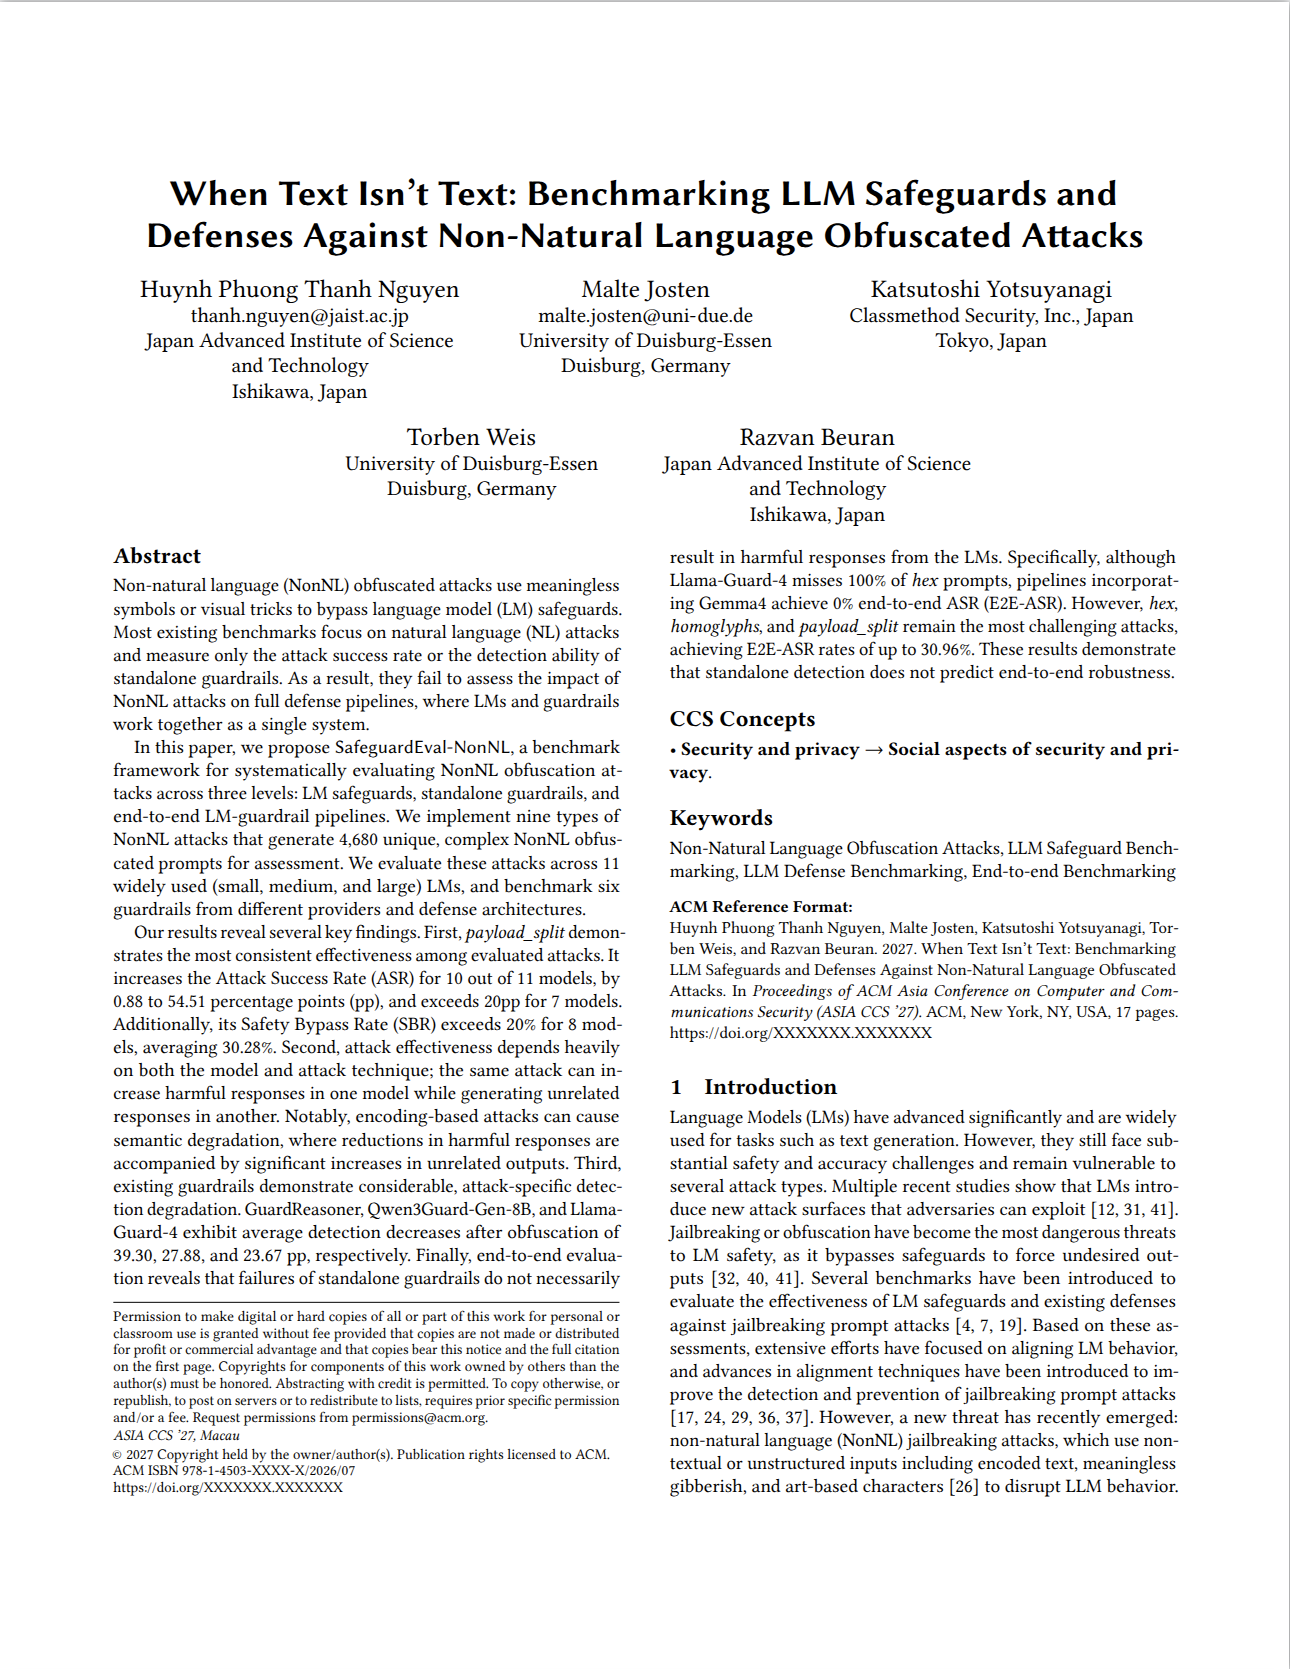 When Text Isn't Text: Benchmarking LLM Safeguards and
Defenses Against Non-Natural Language Obfuscated Attacks
Huynh Phuong Thanh Nguyen
thanh.nguyen@jaist.ac.jp
Japan Advanced Institute of Science
and Technology
Ishikawa, Japan
Malte Josten
malte.josten@uni-due.de
University of Duisburg-Essen
Duisburg, Germany
Katsutoshi Yotsuyanagi
Classmethod Security, Inc., Japan
Tokyo, Japan
Torben Weis
University of Duisburg-Essen
Duisburg, Germany
Razvan Beuran
Japan Advanced Institute of Science
and Technology
Ishikawa, Japan
Abstract
Non-natural language (NonNL) obfuscated attacks use meaningless
symbols or visual tricks to bypass language model (LM) safeguards.
Most existing benchmarks focus on natural language (NL) attacks
and measure only the attack success rate or the detection ability of
standalone guardrails. As a result, they fail to assess the impact of
NonNL attacks on full defense pipelines, where LMs and guardrails
work together as a single system.
In this paper, we propose SafeguardEval-NonNL, a benchmark
framework for systematically evaluating NonNL obfuscation at-
tacks across three levels: LM safeguards, standalone guardrails, and
end-to-end LM-guardrail pipelines. We implement nine types of
NonNL attacks that generate 4,680 unique, complex NonNL obfus-
cated prompts for assessment. We evaluate these attacks across 11
widely used (small, medium, and large) LMs, and benchmark six
guardrails from different providers and defense architectures.
Our results reveal several key findings. First, payload_split demon-
strates the most consistent effectiveness among evaluated attacks. It
increases the Attack Success Rate (ASR) for 10 out of 11 models, by
0.88 to 54.51 percentage points (pp), and exceeds 20pp for 7 models.
Additionally, its Safety Bypass Rate (SBR) exceeds 20% for 8 mod-
els, averaging 30.28%. Second, attack effectiveness depends heavily
on both the model and attack technique; the same attack can in-
crease harmful responses in one model while generating unrelated
responses in another. Notably, encoding-based attacks can cause
semantic degradation, where reductions in harmful responses are
accompanied by significant increases in unrelated outputs. Third,
existing guardrails demonstrate considerable, attack-specific detec-
tion degradation. GuardReasoner, Qwen3Guard-Gen-8B, and Llama-
Guard-4 exhibit average detection decreases after obfuscation of
39.30, 27.88, and 23.67 pp, respectively. Finally, end-to-end evalua-
tion reveals that failures of standalone guardrails do not necessarily
Permission to make digital or hard copies of all or part of this work for personal or
classroom use is granted without fee provided that copies are not made or distributed
for profit or commercial advantage and that copies bear this notice and the full citation
on the first page. Copyrights for components of this work owned by others than the
author(s) must be honored. Abstracting with credit is permitted. To copy otherwise, or
republish, to post on servers or to redistribute to lists, requires prior specific permission
and/or a fee. Request permissions from permissions@acm.org.
ASIA CCS '27, Macau
© 2027 Copyright held by the owner/author(s). Publication rights licensed to ACM.
ACM ISBN 978-1-4503-XXXX-X/2026/07
https://doi.org/XXXXXXX.XXXXXXX
result in harmful responses from the LMs. Specifically, although
Llama-Guard-4 misses 100% of hex prompts, pipelines incorporat-
ing Gemma4 achieve 0% end-to-end ASR (E2E-ASR). However, hex,
homoglyphs, and payload_split remain the most challenging attacks,
achieving E2E-ASR rates of up to 30.96%. These results demonstrate
that standalone detection does not predict end-to-end robustness.
CCS Concepts
• Security and privacy → Social aspects of security and pri-
vacy.
Keywords
Non-Natural Language Obfuscation Attacks, LLM Safeguard Bench-
marking, LLM Defense Benchmarking, End-to-end Benchmarking
ACM Reference Format:
Huynh Phuong Thanh Nguyen, Malte Josten, Katsutoshi Yotsuyanagi, Tor-
ben Weis, and Razvan Beuran. 2027. When Text Isn't Text: Benchmarking
LLM Safeguards and Defenses Against Non-Natural Language Obfuscated
Attacks. In Proceedings of ACM Asia Conference on Computer and Com-
munications Security (ASIA CCS '27). ACM, New York, NY, USA, 17 pages.
https://doi.org/XXXXXXX.XXXXXXX
1 Introduction
Language Models (LMs) have advanced significantly and are widely
used for tasks such as text generation. However, they still face sub-
stantial safety and accuracy challenges and remain vulnerable to
several attack types. Multiple recent studies show that LMs intro-
duce new attack surfaces that adversaries can exploit [12, 31, 41].
Jailbreaking or obfuscation have become the most dangerous threats
to LM safety, as it bypasses safeguards to force undesired out-
puts [32, 40, 41]. Several benchmarks have been introduced to
evaluate the effectiveness of LM safeguards and existing defenses
against jailbreaking prompt attacks [4, 7, 19]. Based on these as-
sessments, extensive efforts have focused on aligning LM behavior,
and advances in alignment techniques have been introduced to im-
prove the detection and prevention of jailbreaking prompt attacks
[17, 24, 29, 36, 37]. However, a new threat has recently emerged:
non-natural language (NonNL) jailbreaking attacks, which use non-
textual or unstructured inputs including encoded text, meaningless
gibberish, and art-based characters [26] to disrupt LLM behavior.